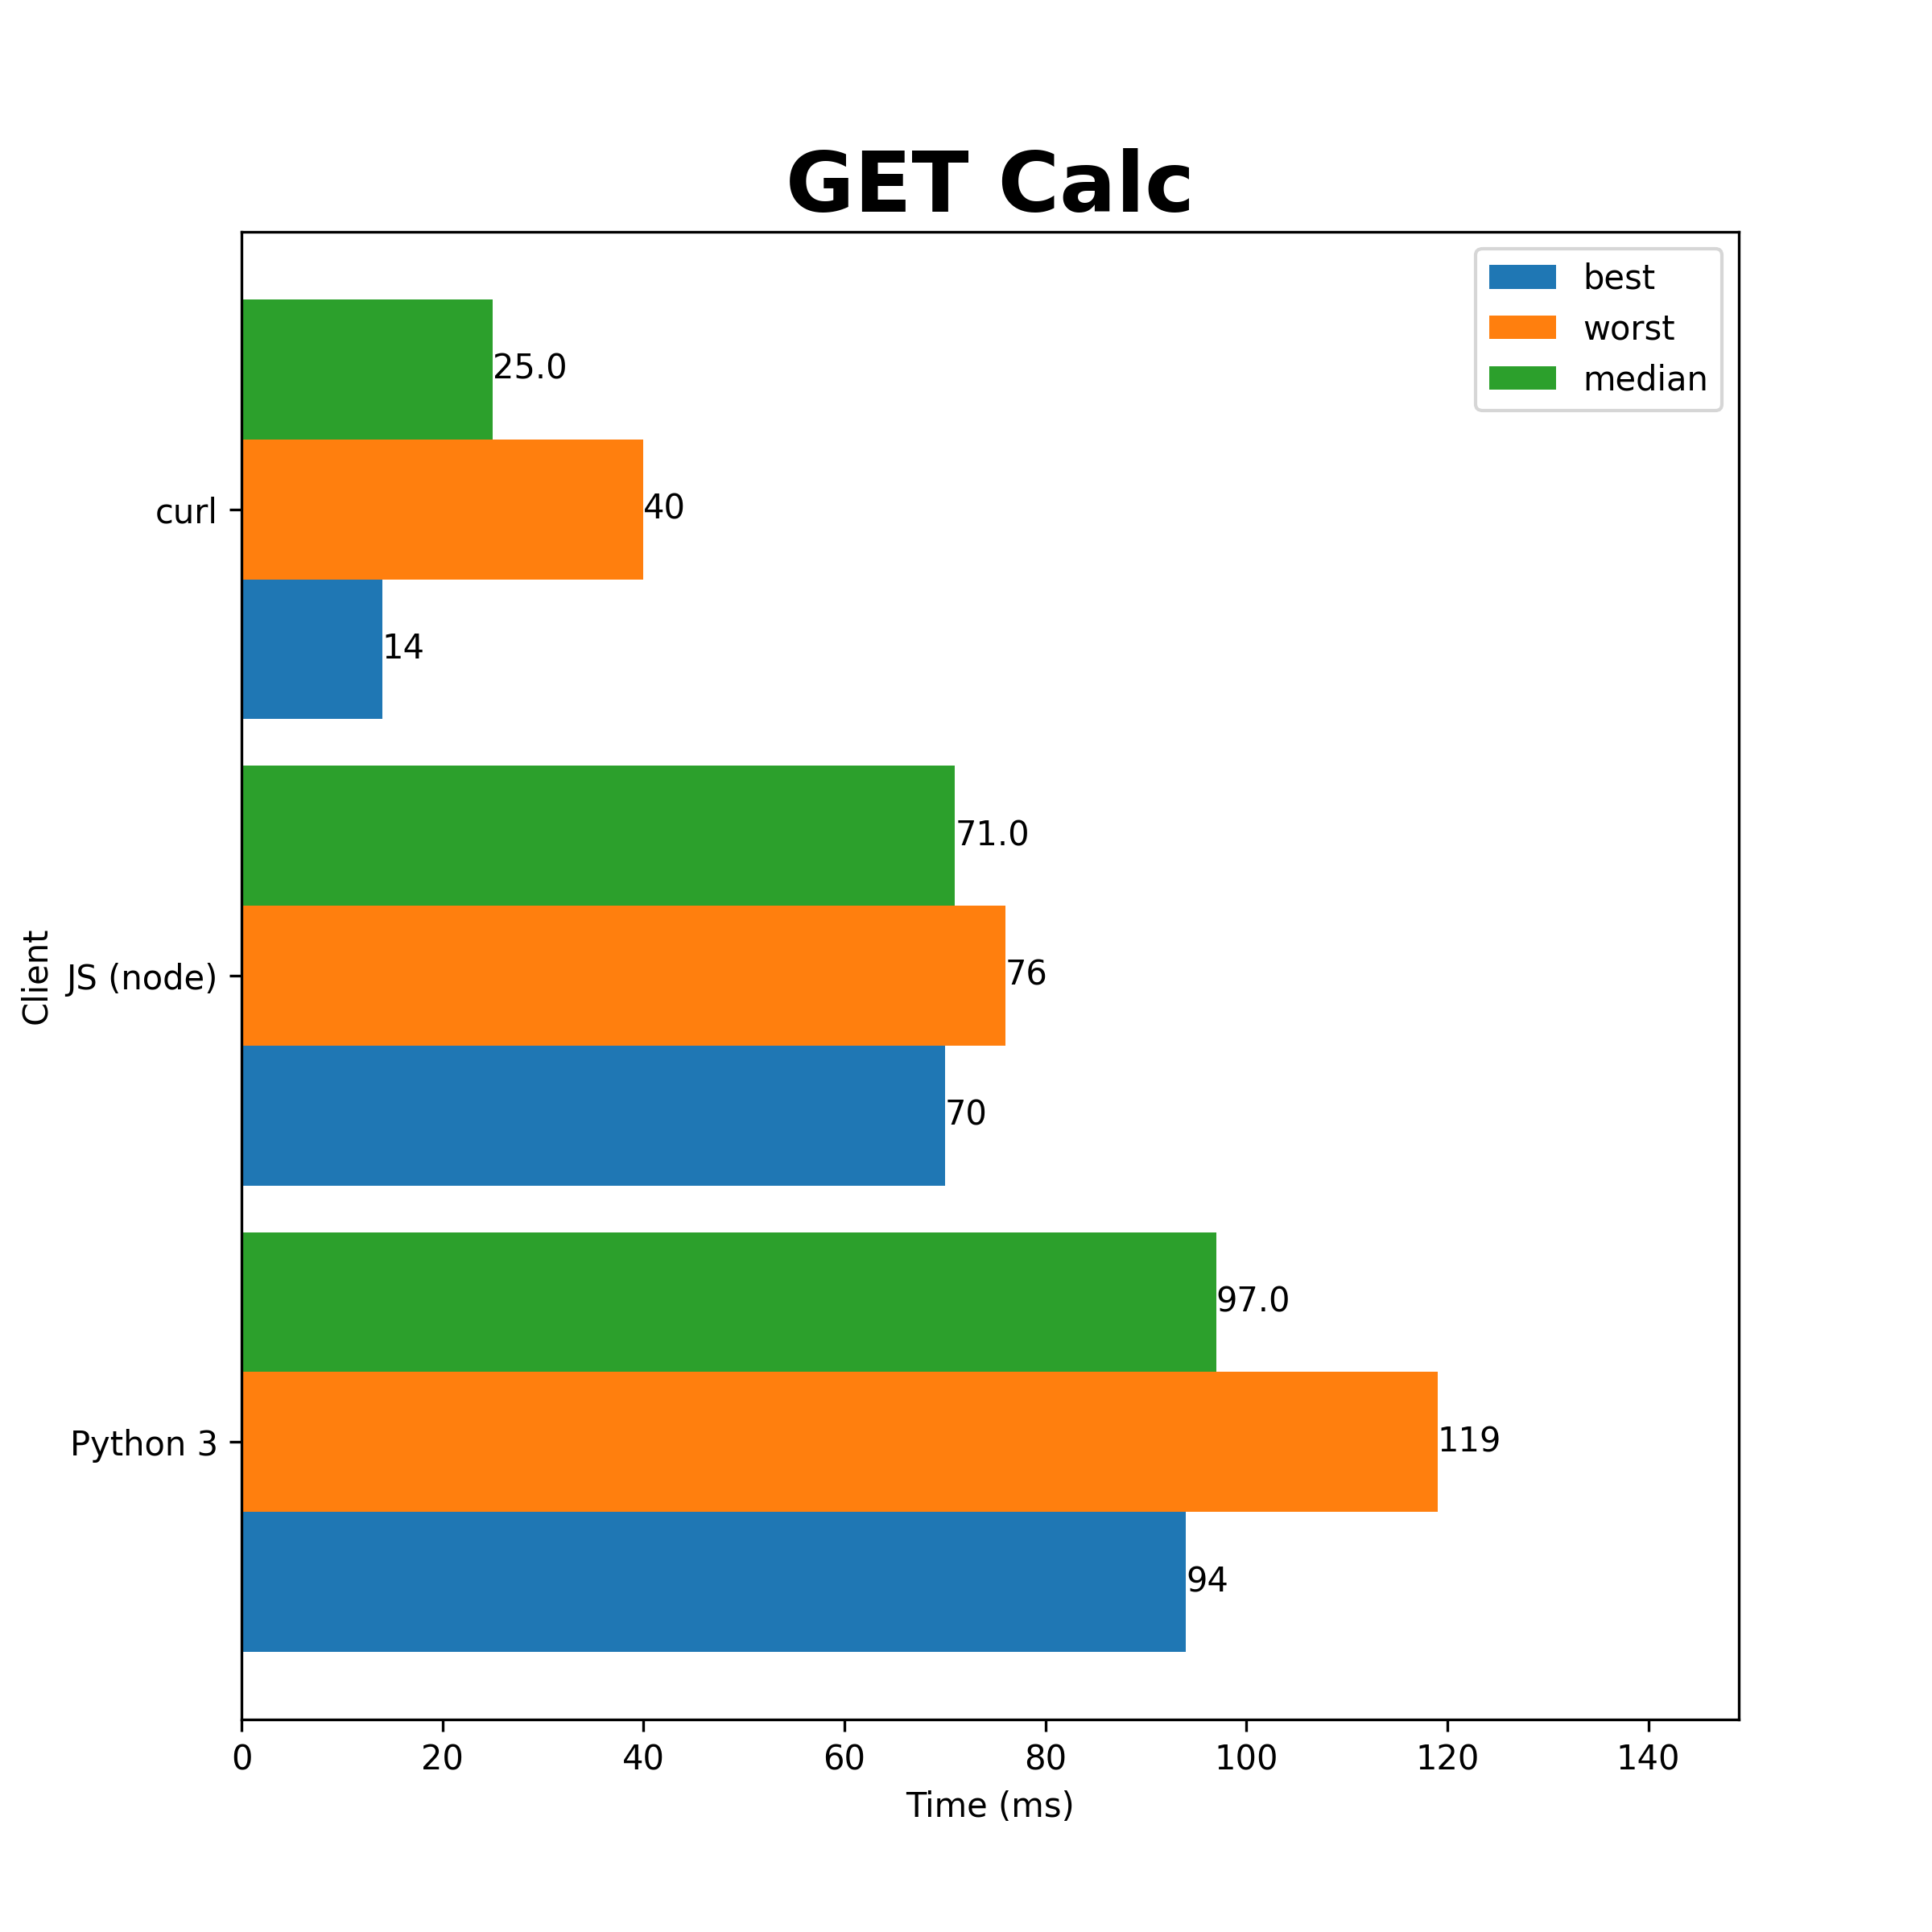 GET Calc
best
worst
median
25.0
curl
40
14
71.0
Client
JS (node)
76
70
97.0
Python 3
119
94
0 20 40 60 80 100 120 140
Time (ms)